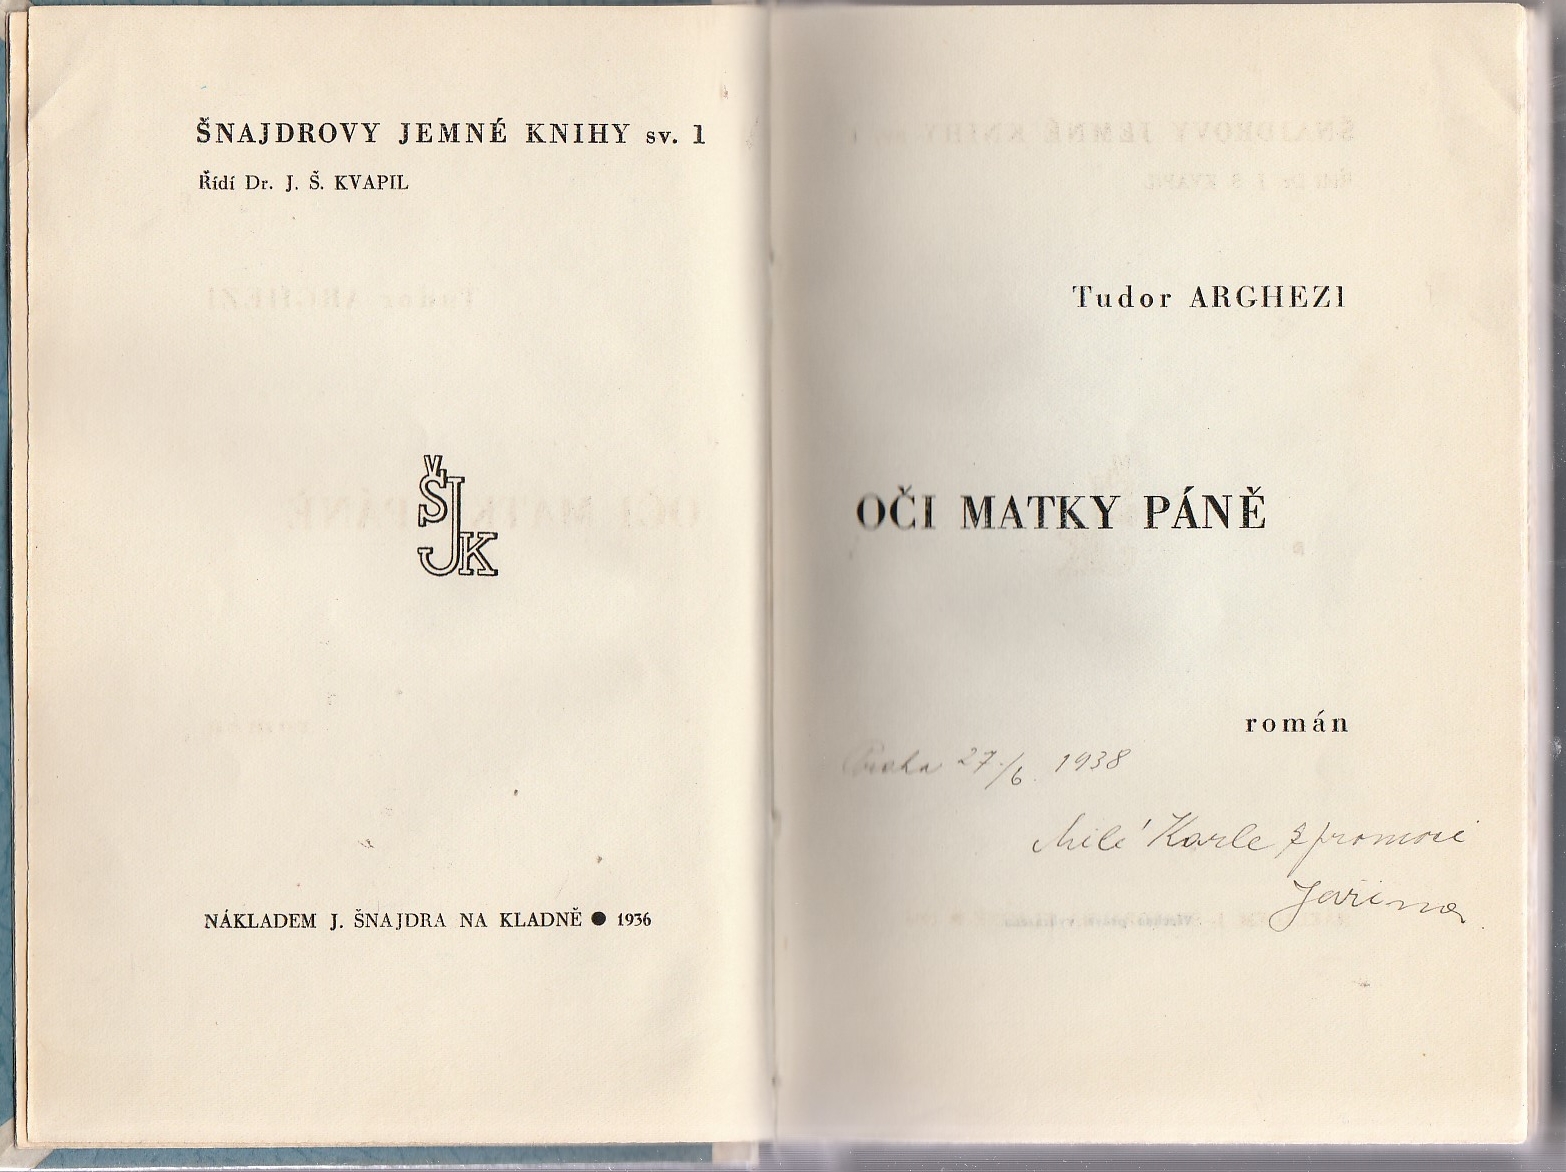 ŠNAJDROVY JEMNÉ KNIHY sv. 1
Řídí Dr. J. Š. KVAPIL
ŠJK
NÁKLADEM J. ŠNAJDRA NA KLADNĚ ● 1936
Tudor ARGHEZI
OČI MATKY PÁNĚ
román
Praha 27./6. 1938
Milé Karle z promoci
Jařina